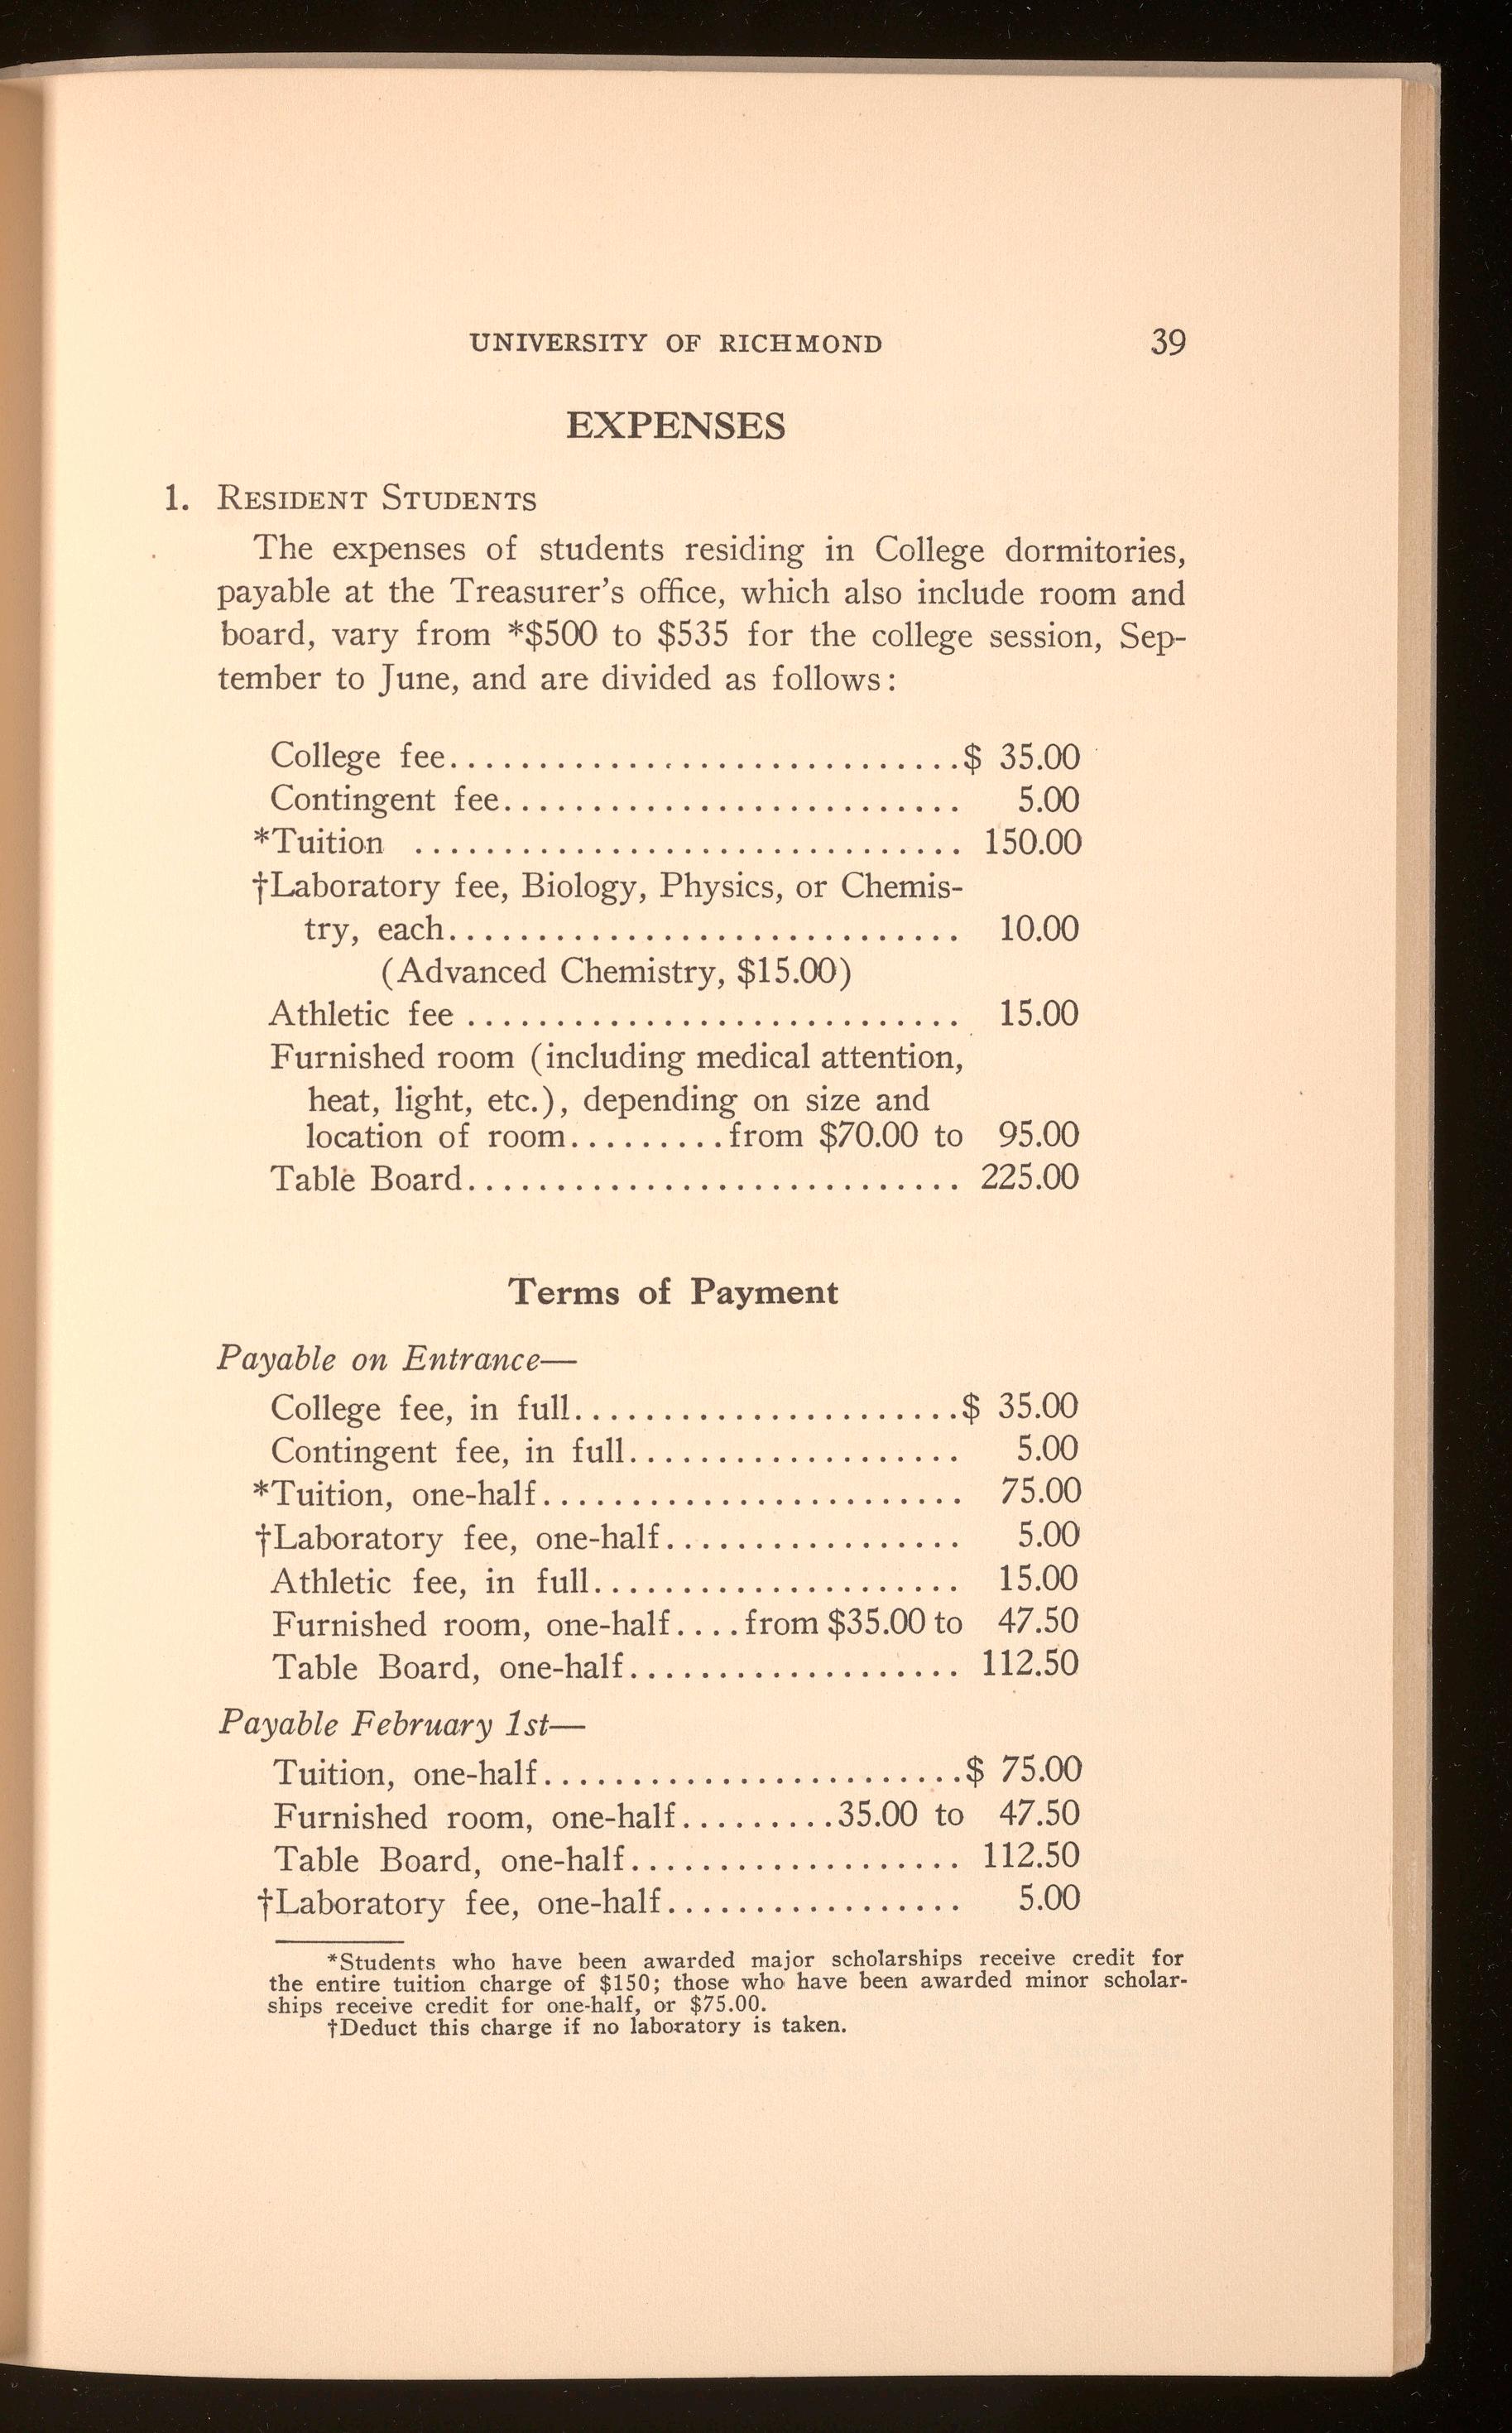 UNIVERSITY OF RICHMOND 39
EXPENSES
1. RESIDENT STUDENTS
The expenses of students residing in College dormitories,
payable at the Treasurer's office, which also include room and
board, vary from *$500 to $535 for the college session, Sep-
tember to June, and are divided as follows:
College fee..............................$ 35.00
Contingent fee.......................... 5.00
*Tuition ............................... 150.00
†Laboratory fee, Biology, Physics, or Chemis-
try, each............................. 10.00
(Advanced Chemistry, $15.00)
Athletic fee ............................ 15.00
Furnished room (including medical attention,
heat, light, etc.), depending on size and
location of room.........from $70.00 to 95.00
Table Board............................ 225.00
Terms of Payment
Payable on Entrance—
College fee, in full......................$ 35.00
Contingent fee, in full................... 5.00
*Tuition, one-half........................ 75.00
†Laboratory fee, one-half................. 5.00
Athletic fee, in full..................... 15.00
Furnished room, one-half....from $35.00 to 47.50
Table Board, one-half................... 112.50
Payable February 1st—
Tuition, one-half........................$ 75.00
Furnished room, one-half.........35.00 to 47.50
Table Board, one-half................... 112.50
†Laboratory fee, one-half................. 5.00
*Students who have been awarded major scholarships receive credit for
the entire tuition charge of $150; those who have been awarded minor scholar-
ships receive credit for one-half, or $75.00.
†Deduct this charge if no laboratory is taken.